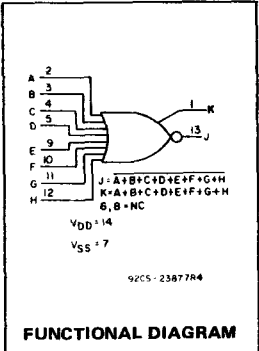 1 K
A 2
B 3
C 4
D 5
E 9
F 10
G 11
H 12
13 J
J = A+B+C+D+E+F+G+H
K=A+B+C+D+E+F+G+H
6, 8 = NC
VDD = 14
VSS = 7
92CS-23877R4
FUNCTIONAL DIAGRAM